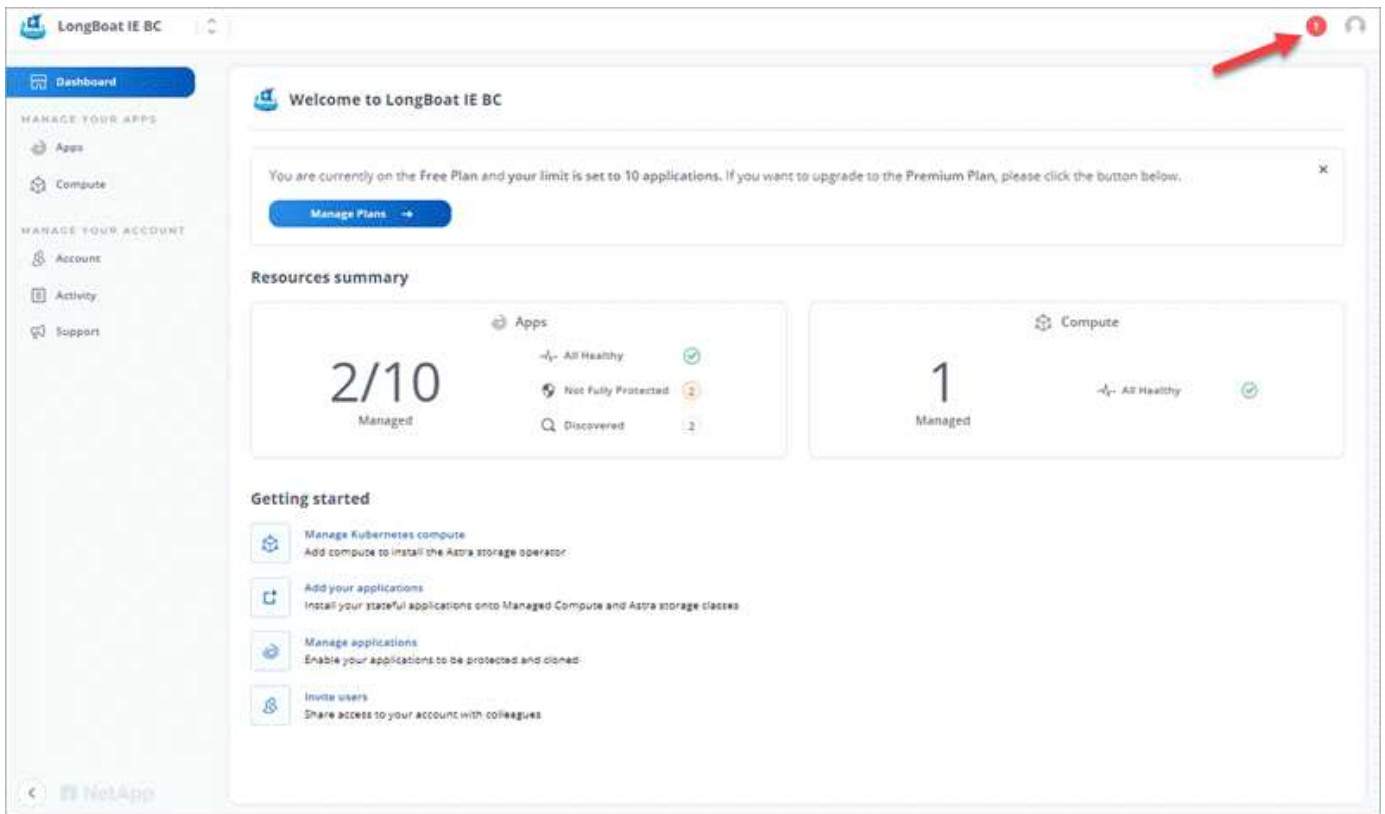 LongBoat IE BC
1
Dashboard
MANAGE YOUR APPS
Apps
Compute
MANAGE YOUR ACCOUNT
Account
Activity
Support
NetApp
Welcome to LongBoat IE BC
You are currently on the Free Plan and your limit is set to 10 applications. If you want to upgrade to the Premium Plan, please click the button below.
Manage Plans →
Resources summary
Apps
2/10
Managed
All Healthy
Not Fully Protected 2
Discovered 2
Compute
1
Managed
All Healthy
Getting started
Manage Kubernetes compute
Add compute to install the Astra storage operator
Add your applications
Install your stateful applications onto Managed Compute and Astra storage classes
Manage applications
Enable your applications to be protected and cloned
Invite users
Share access to your account with colleagues